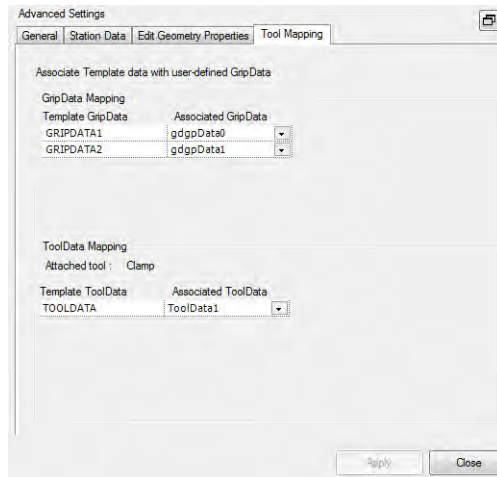 Advanced Settings
General Station Data Edit Geometry Properties Tool Mapping
Associate Template data with user-defined GripData
GripData Mapping
Template GripData Associated GripData
GRIPDATA1 gdgpData0
GRIPDATA2 gdgpData1
ToolData Mapping
Attached tool : Clamp
Template ToolData Associated ToolData
TOOLDATA ToolData1
Apply Close